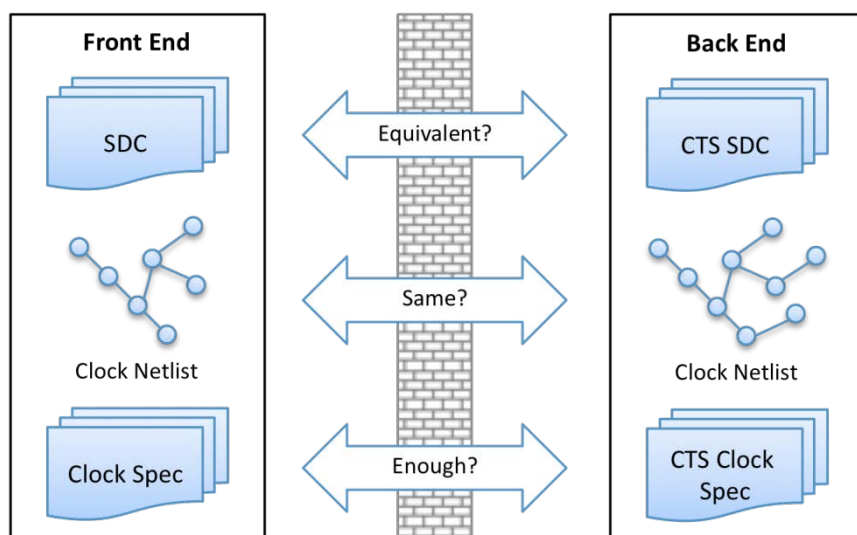 Front End
SDC
Clock Netlist
Clock Spec
Equivalent?
Same?
Enough?
Back End
CTS SDC
Clock Netlist
CTS Clock
Spec